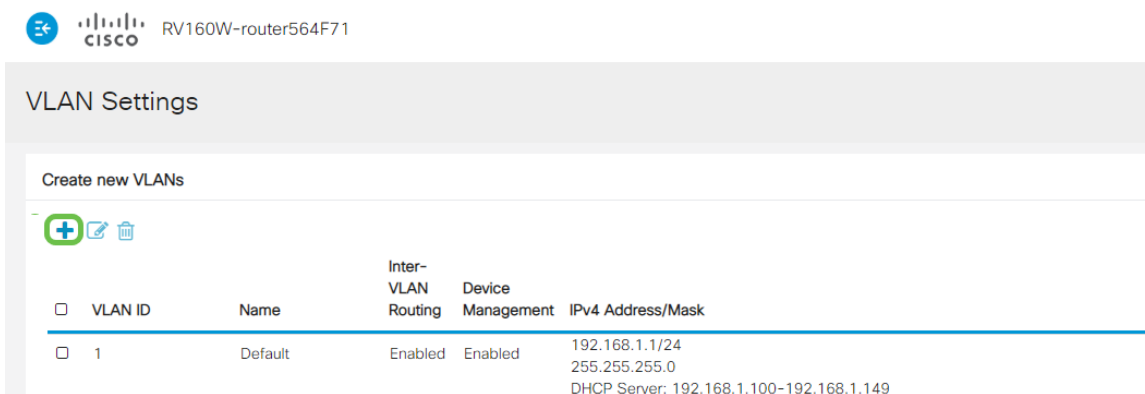 CISCO RV160W-router564F71
VLAN Settings
Create new VLANs
Inter-
VLAN Device
VLAN ID Name Routing Management IPv4 Address/Mask
1 Default Enabled Enabled 192.168.1.1/24
255.255.255.0
DHCP Server: 192.168.1.100-192.168.1.149